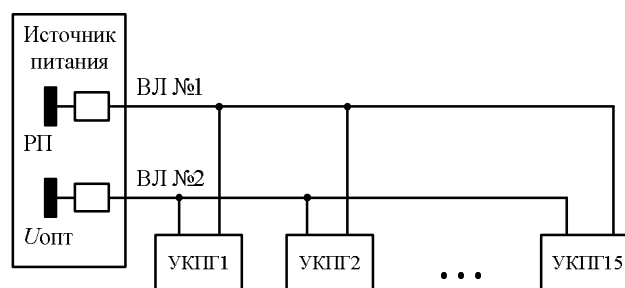 Источник
питания
ВЛ №1
РП
ВЛ №2
Uопт
УКПГ1
УКПГ2
...
УКПГ15